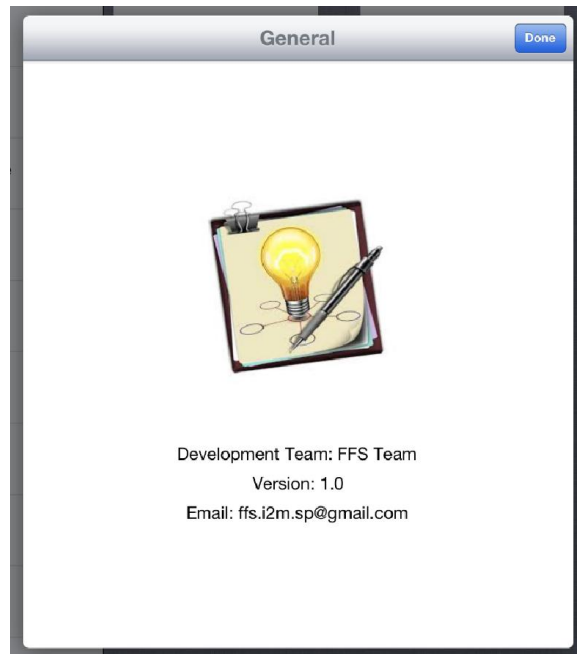 General
Done
Development Team: FFS Team
Version: 1.0
Email: ffs.i2m.sp@gmail.com